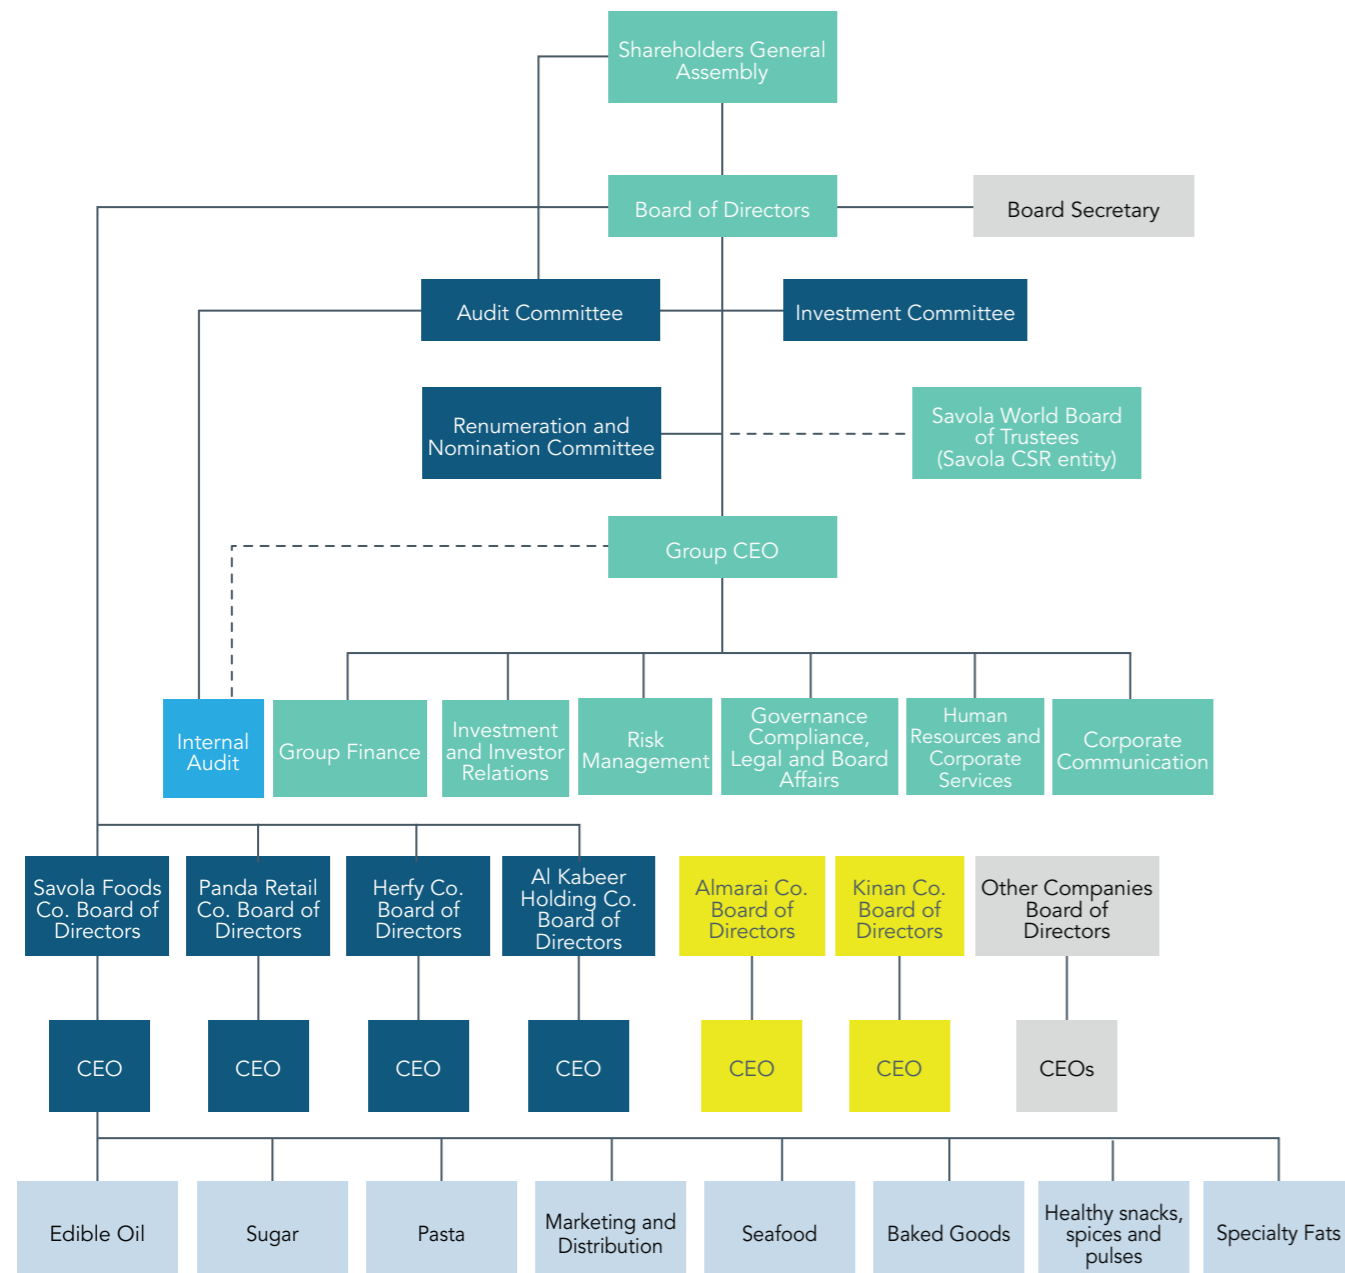 Shareholders General
Assembly
Board of Directors
Board Secretary
Audit Committee
Investment Committee
Renumeration and
Nomination Committee
Savola World Board
of Trustees
(Savola CSR entity)
Group CEO
Internal
Audit
Group Finance
Investment
and Investor
Relations
Risk
Management
Governance
Compliance,
Legal and Board
Affairs
Human
Resources and
Corporate
Services
Corporate
Communication
Savola Foods
Co. Board of
Directors
Panda Retail
Co. Board of
Directors
Herfy Co.
Board of
Directors
Al Kabeer
Holding Co.
Board of
Directors
Almarai Co.
Board of
Directors
Kinan Co.
Board of
Directors
Other Companies
Board of
Directors
CEO
CEO
CEO
CEO
CEO
CEO
CEOs
Edible Oil
Sugar
Pasta
Marketing and
Distribution
Seafood
Baked Goods
Healthy snacks,
spices and
pulses
Specialty Fats